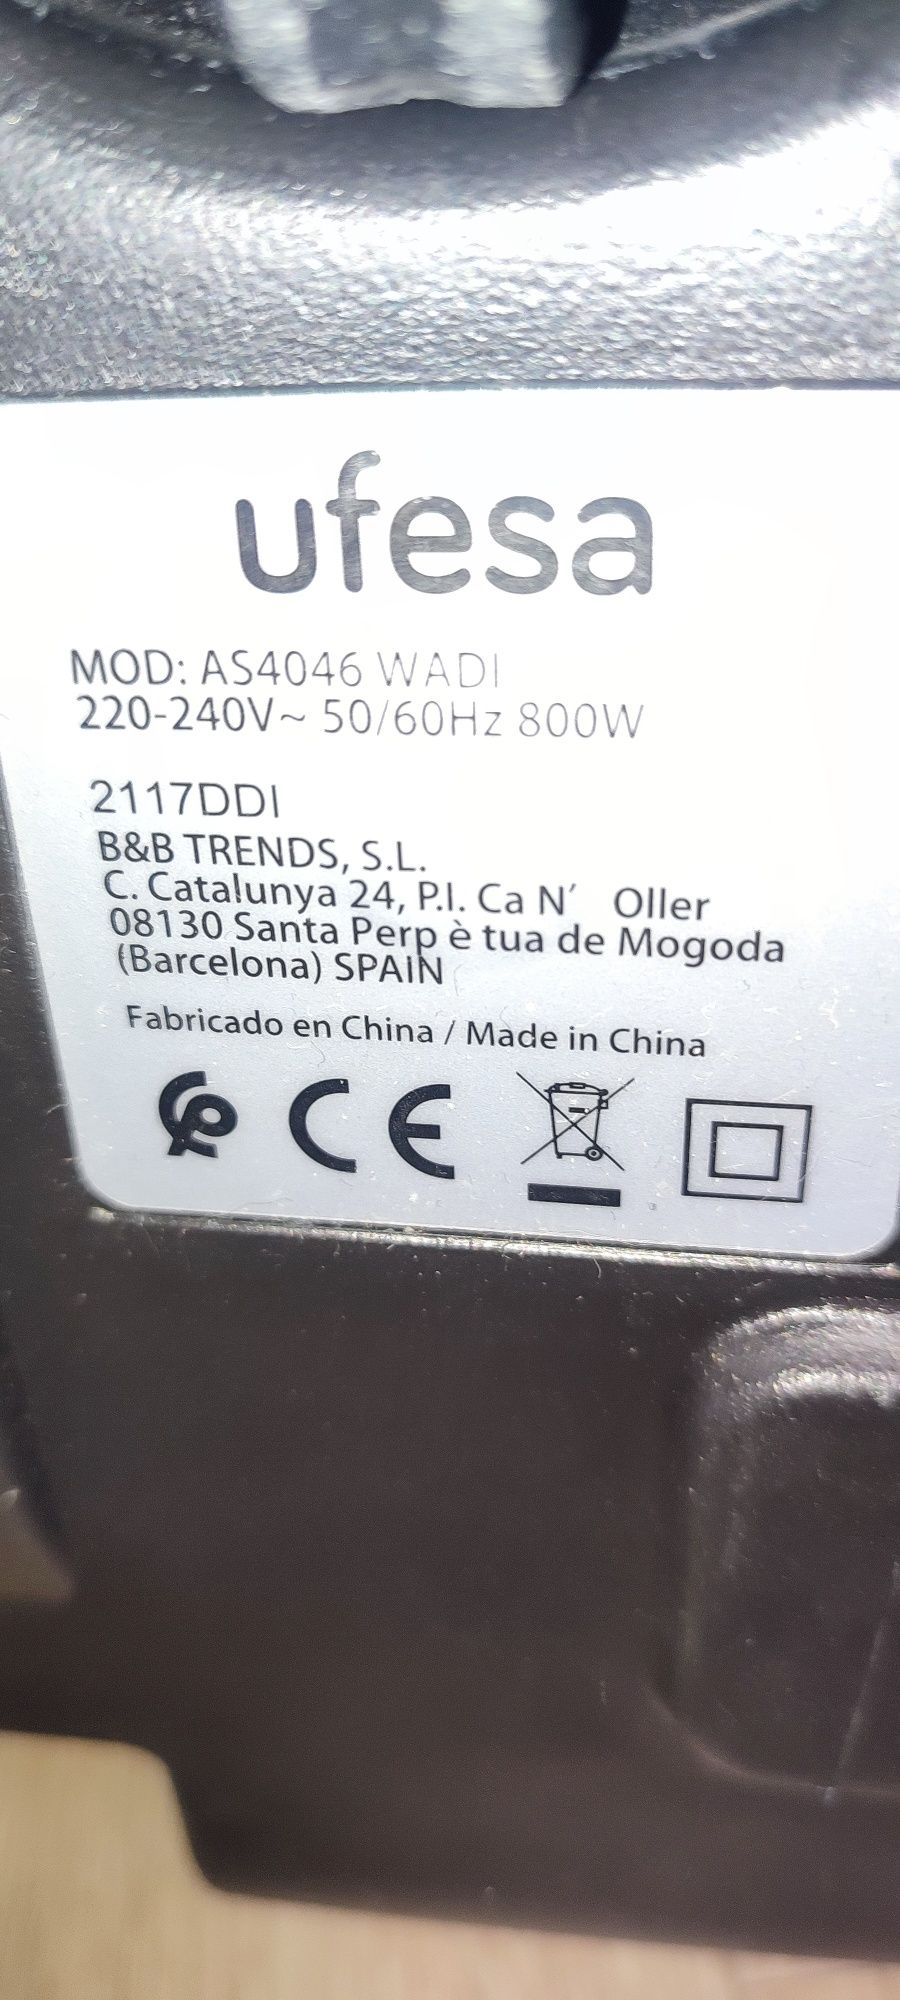 ufesa
MOD: AS4046 WADI
220-240V~ 50/60Hz 800W
2117DDI
B&B TRENDS, S.L.
C. Catalunya 24, P.I. Ca N′ Oller
08130 Santa Perp è tua de Mogoda
(Barcelona) SPAIN
Fabricado en China / Made in China
CE